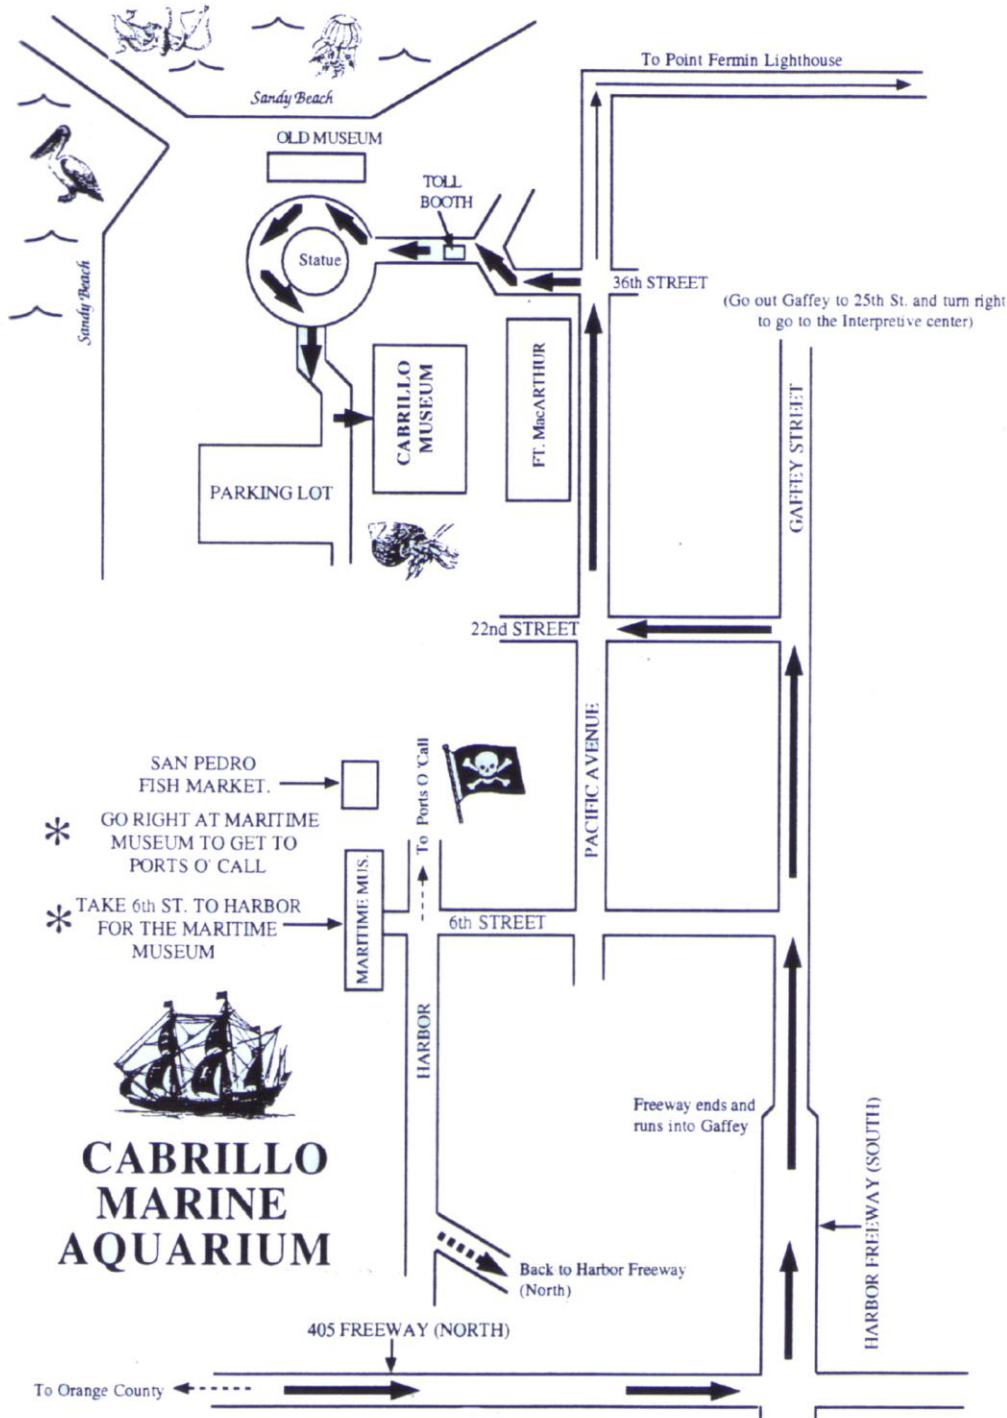 To Point Fermin Lighthouse
Sandy Beach
OLD MUSEUM
TOLL
BOOTH
Statue
36th STREET
(Go out Gaffey to 25th St. and turn right
to go to the Interpretive center)
Sandy Beach
CABRILLO
MUSEUM
FT. MacARTHUR
GAFFEY STREET
PARKING LOT
22nd STREET
PACIFIC AVENUE
To Ports O 'Call
SAN PEDRO
FISH MARKET.
* GO RIGHT AT MARITIME
MUSEUM TO GET TO
PORTS O' CALL
MARITIME MUS.
* TAKE 6th ST. TO HARBOR
FOR THE MARITIME
MUSEUM
6th STREET
HARBOR
Freeway ends and
runs into Gaffey
HARBOR FREEWAY (SOUTH)
CABRILLO
MARINE
AQUARIUM
Back to Harbor Freeway
(North)
405 FREEWAY (NORTH)
To Orange County